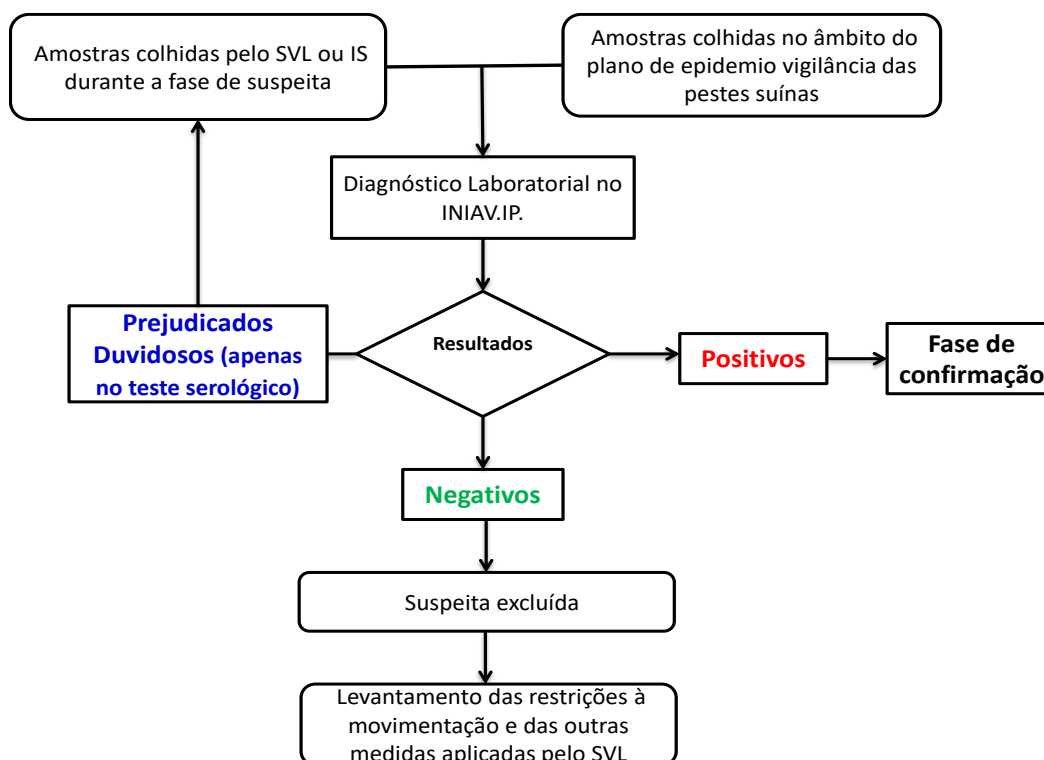 Amostras colhidas pelo SVL ou IS
durante a fase de suspeita
Amostras colhidas no âmbito do
plano de epidemio vigilância das
pestes suínas
Diagnóstico Laboratorial no
INIAV.IP.
Prejudicados
Duvidosos (apenas
no teste serológico)
Resultados
Positivos
Fase de
confirmação
Negativos
Suspeita excluída
Levantamento das restrições à
movimentação e das outras
medidas aplicadas pelo SVL